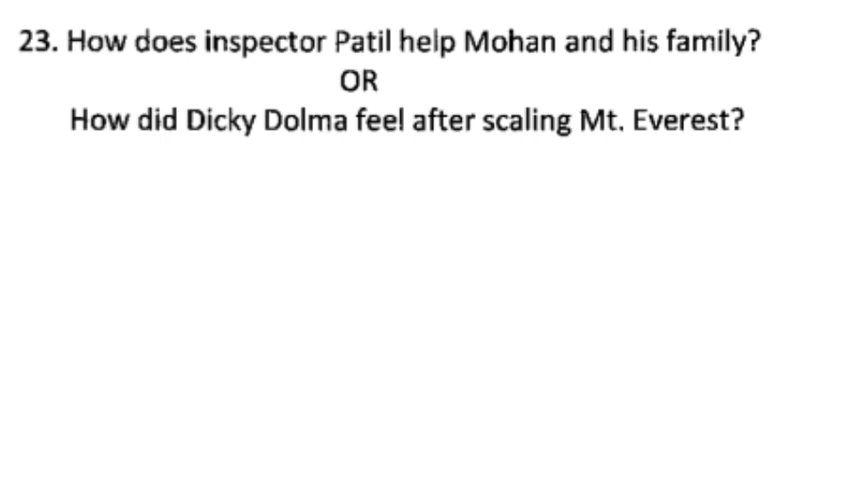 23. How does inspector Patil help Mohan and his family?
OR
How did Dicky Dolma feel after scaling Mt. Everest?